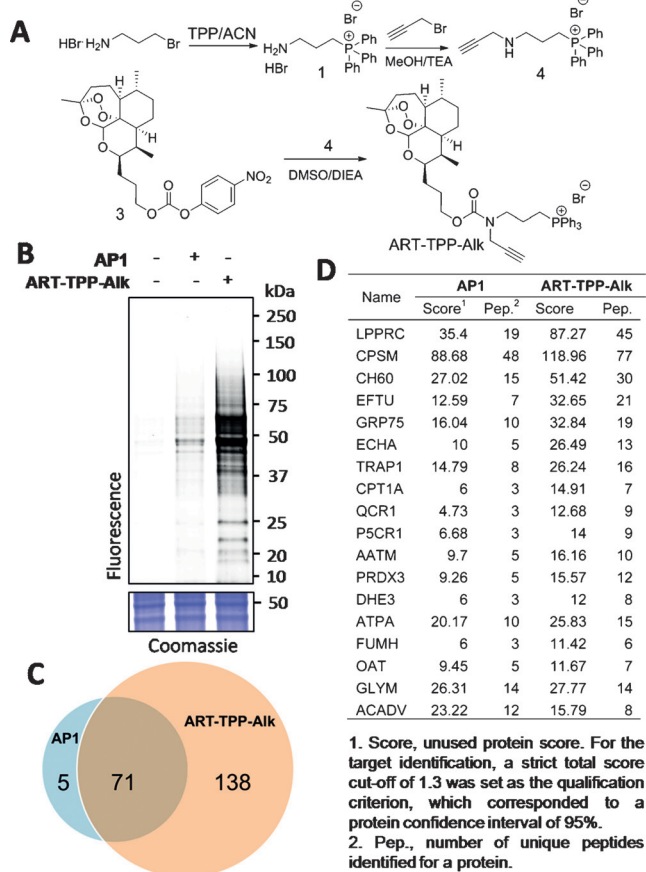 A
HBr·H₂N
Br
TPP/ACN
H₂N
HBr
Br⊖
P⊕
Ph
Ph
Ph
1
Br
MeOH/TEA
N
H
Br⊖
P⊕
Ph
Ph
Ph
4
O
O
O
O
H
H
O
O
O
NO₂
3
4
DMSO/DIEA
O
O
O
O
H
H
O
O
N
Br⊖
PPh₃⊕
ART-TPP-Alk
B
AP1 - + -
ART-TPP-Alk - - +
kDa
250
150
100
75
50
37
25
20
10
Fluorescence
50
Coomassie
C
AP1
ART-TPP-Alk
5 71 138
D
Name AP1 ART-TPP-Alk
Score¹ Pep.² Score Pep.
LPPRC 35.4 19 87.27 45
CPSM 88.68 48 118.96 77
CH60 27.02 15 51.42 30
EFTU 12.59 7 32.65 21
GRP75 16.04 10 32.84 19
ECHA 10 5 26.49 13
TRAP1 14.79 8 26.24 16
CPT1A 6 3 14.91 7
QCR1 4.73 3 12.68 9
P5CR1 6.68 3 14 9
AATM 9.7 5 16.16 10
PRDX3 9.26 5 15.57 12
DHE3 6 3 12 8
ATPA 20.17 10 25.83 15
FUMH 6 3 11.42 6
OAT 9.45 5 11.67 7
GLYM 26.31 14 27.77 14
ACADV 23.22 12 15.79 8
1. Score, unused protein score. For the
target identification, a strict total score
cut-off of 1.3 was set as the qualification
criterion, which corresponded to a
protein confidence interval of 95%.
2. Pep., number of unique peptides
identified for a protein.